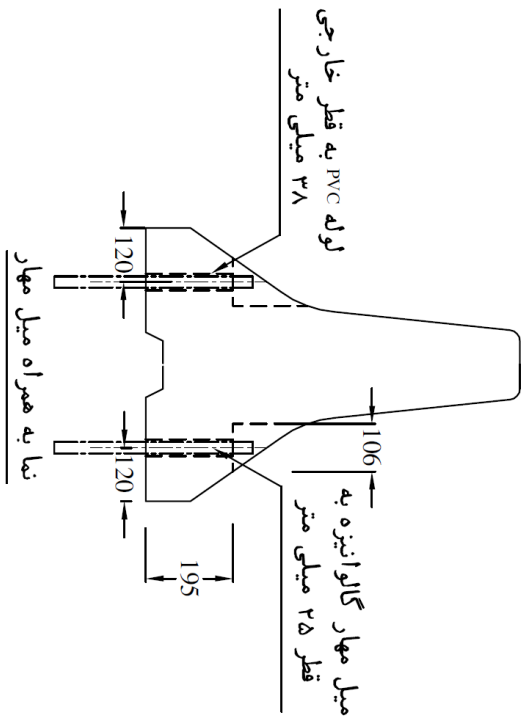 لوله PVC به قطر خارجی
۳۸ میلی متر
120
120
106
195
میل مهار گالوانیزه به
قطر ۲۵ میلی متر
نما به همراه میل مهار